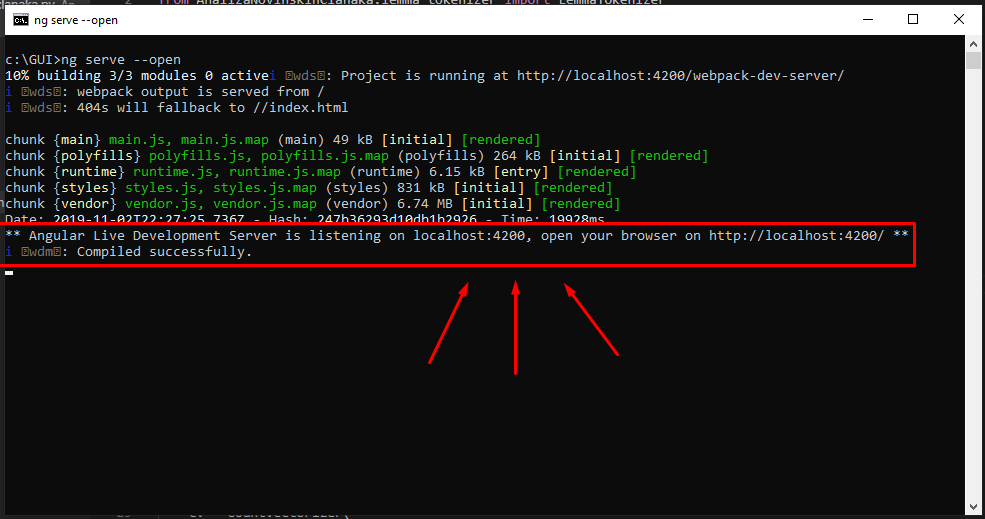 from AnalizaNovinskihClanaka.lemma_tokenizer import LemmaTokenizer
ng serve --open
c:\GUI>ng serve --open
10% building 3/3 modules 0 activei ｢wds｣: Project is running at http://localhost:4200/webpack-dev-server/
i ｢wds｣: webpack output is served from /
i ｢wds｣: 404s will fallback to //index.html
chunk {main} main.js, main.js.map (main) 49 kB [initial] [rendered]
chunk {polyfills} polyfills.js, polyfills.js.map (polyfills) 264 kB [initial] [rendered]
chunk {runtime} runtime.js, runtime.js.map (runtime) 6.15 kB [entry] [rendered]
chunk {styles} styles.js, styles.js.map (styles) 831 kB [initial] [rendered]
chunk {vendor} vendor.js, vendor.js.map (vendor) 6.74 MB [initial] [rendered]
Date: 2019-11-02T22:27:25.736Z - Hash: 247b36293d10db1b2926 - Time: 19928ms
** Angular Live Development Server is listening on localhost:4200, open your browser on http://localhost:4200/ **
i ｢wdm｣: Compiled successfully.